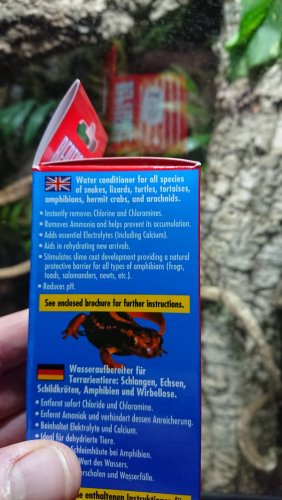 Water conditioner for all species
of snakes, lizards, turtles, tortoises,
amphibians, hermit crabs, and arachnids.
• Instantly removes Chlorine and Chloramines.
• Removes Ammonia and helps prevent its accumulation.
• Adds essential Electrolytes (Including Calcium).
• Aids in rehydrating new arrivals.
• Stimulates slime coat development providing a natural
protective barrier for all types of amphibians (frogs,
toads, salamanders, newts, etc.).
• Reduces pH.
See enclosed brochure for further instructions.
Wasseraufbereiter für
Terrarientiere: Schlangen, Echsen,
Schildkröten, Amphibien und Wirbellose.
• Entfernt sofort Chloride und Chloramine.
• Enfernt Amoniak und verhindert dessen Anreicherung.
• Beinhaltet Elektrolyte und Calcium.
Ideal für dehydrierte Tiere.
Schleimhäute bei Amphibien.
Wert des Wassers.
und Wasserfälle.
enthaltenen